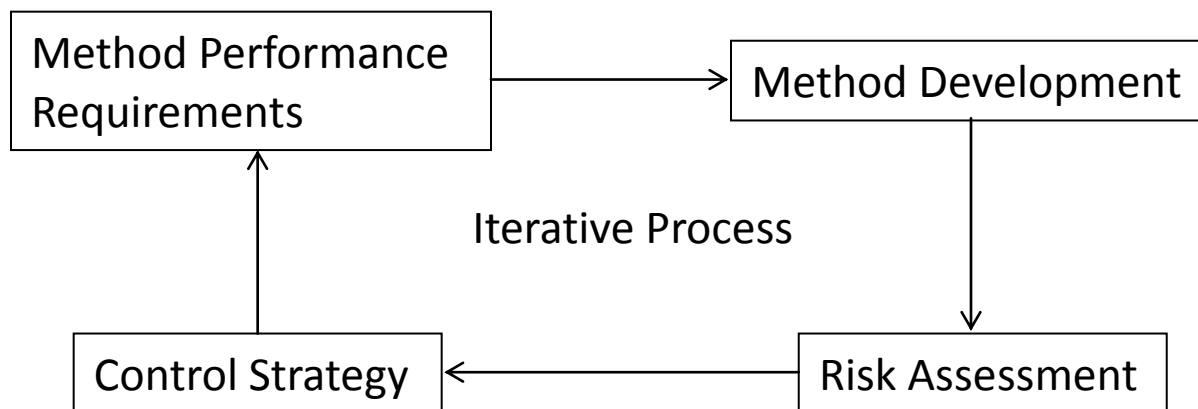 Method Performance
Requirements
Method Development
Iterative Process
Control Strategy
Risk Assessment